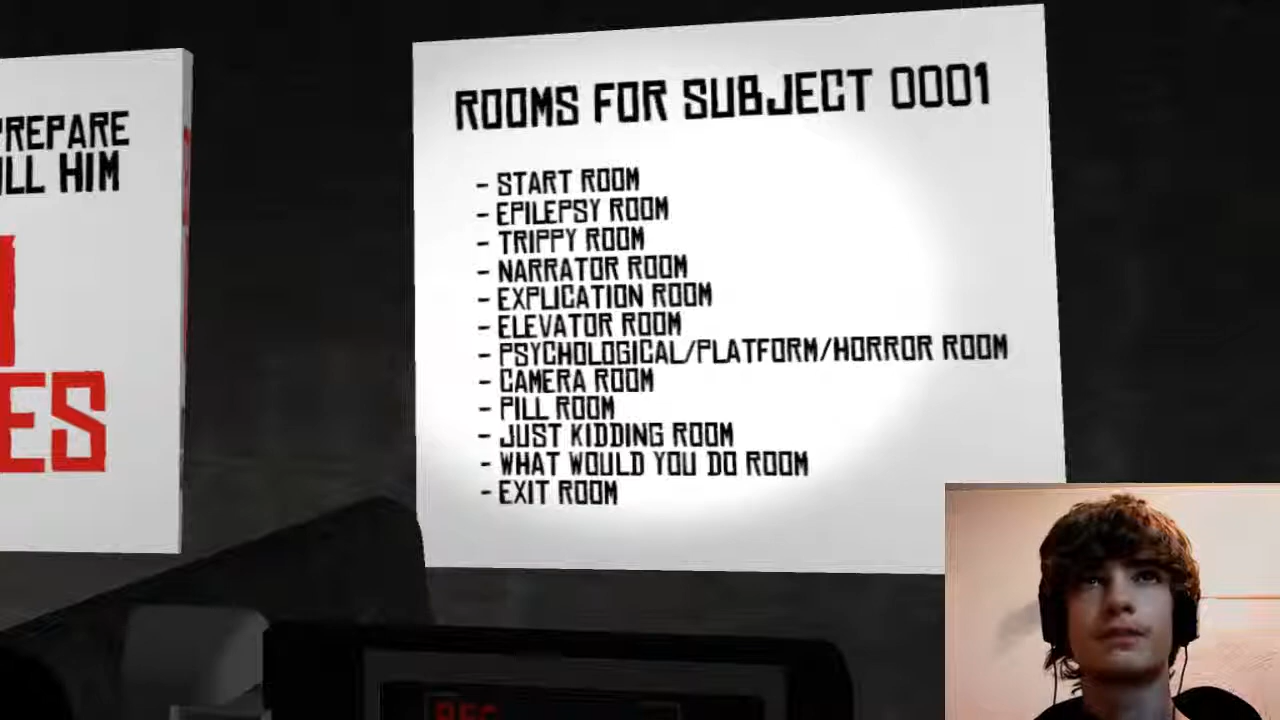 PREPARE
HIM
ES
ROOMS FOR SUBJECT 0001
- START ROOM
- EPILEPSY ROOM
- TRIPPY ROOM
- NARRATOR ROOM
- EXPLICATION ROOM
- ELEVATOR ROOM
- PSYCHOLOGICAL/PLATFORM/HORROR ROOM
- CAMERA ROOM
- PILL ROOM
- JUST KIDDING ROOM
- WHAT WOULD YOU DO ROOM
- EXIT ROOM
REC